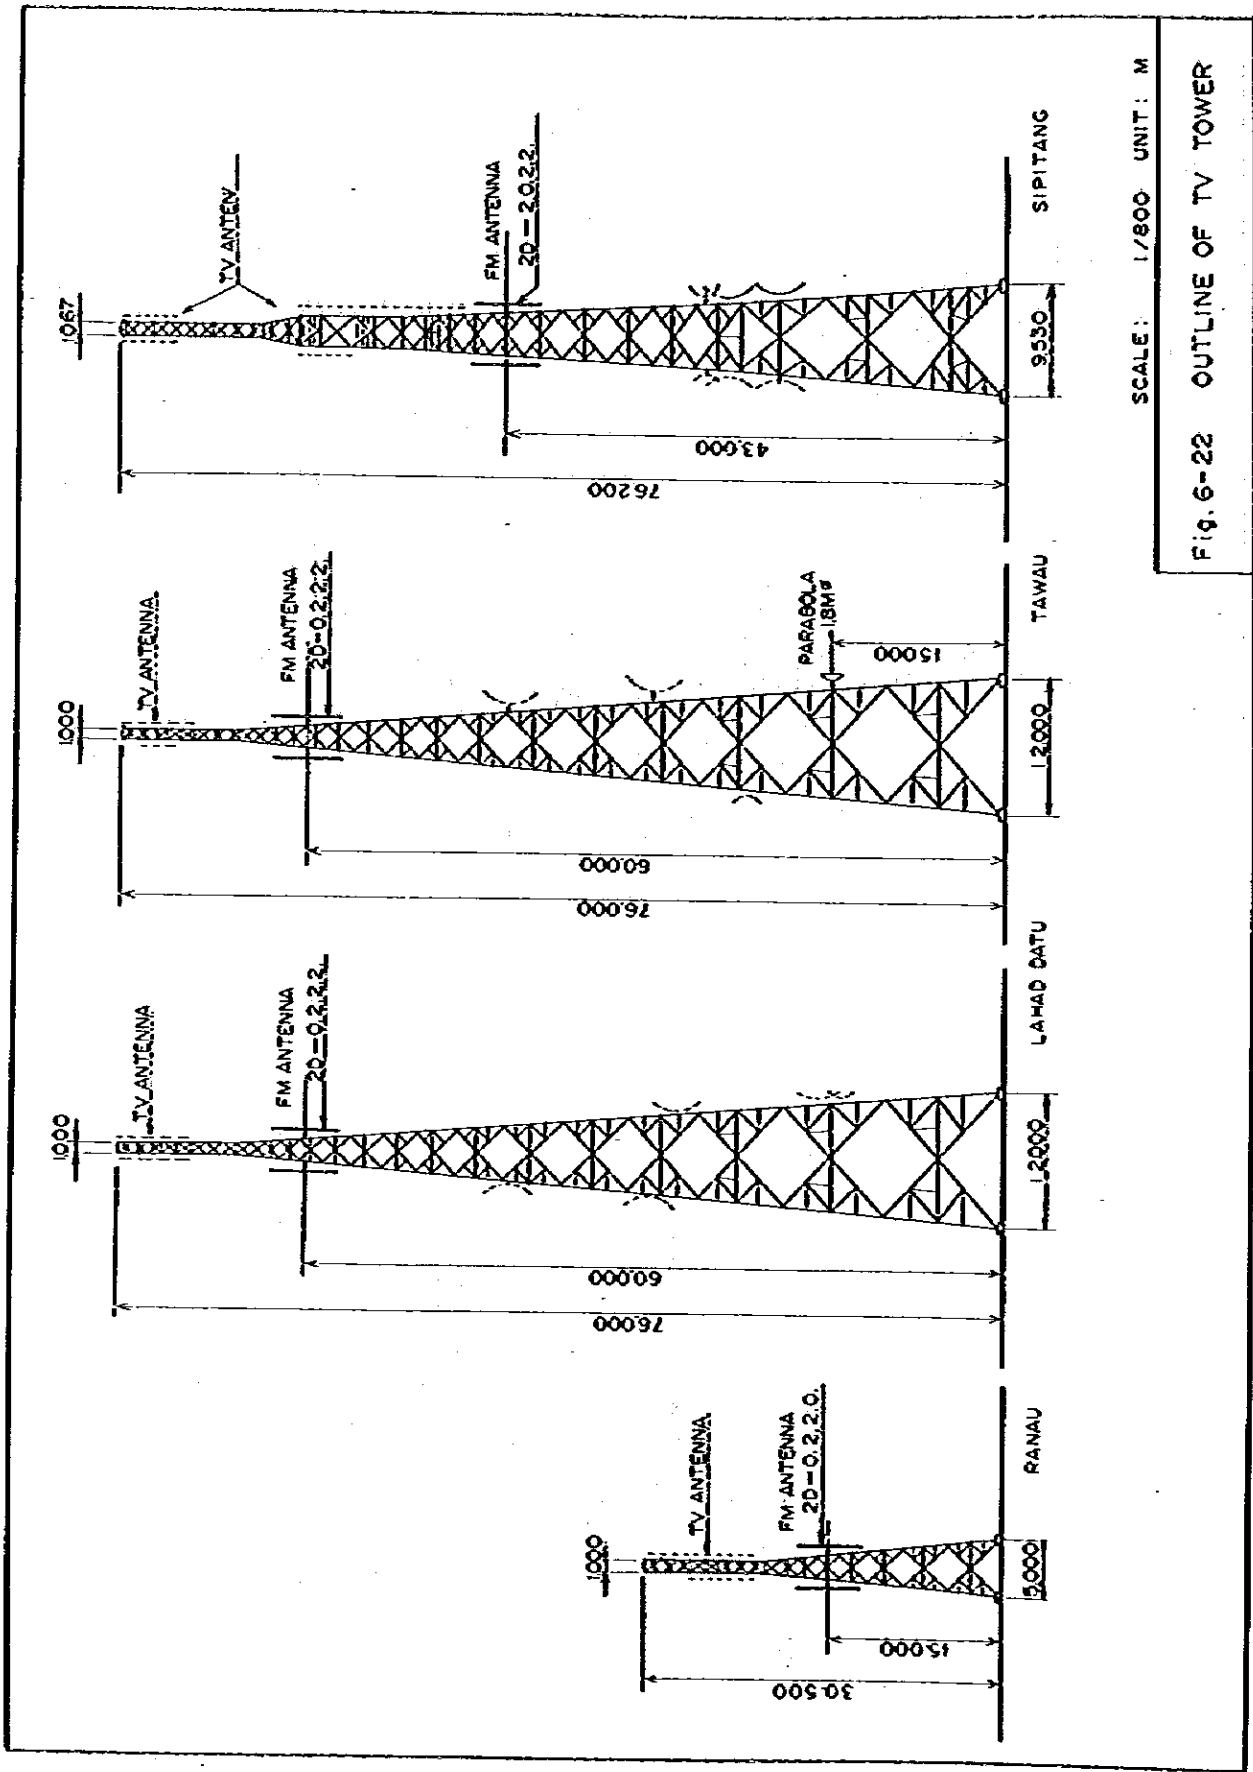 1.000
TV ANTENNA
FM ANTENNA
2D-0.2.2.0.
30.500
15.000
5.000
RANAU
1.000
TV ANTENNA
FM ANTENNA
2D-0.2.2.2.
76.000
60.000
12.000
LAHAD DATU
1.000
TV ANTENNA
FM ANTENNA
2D-0.2.2.2.
PARABOLA
1.8Mφ
76.000
60.000
15.000
12.000
TAWAU
1.067
TV ANTEN
FM ANTENNA
2D-2.0.2.2.
76.200
43.000
9.530
SIPITANG
SCALE: 1/800 UNIT: M
Fig. 6-22 OUTLINE OF TV TOWER